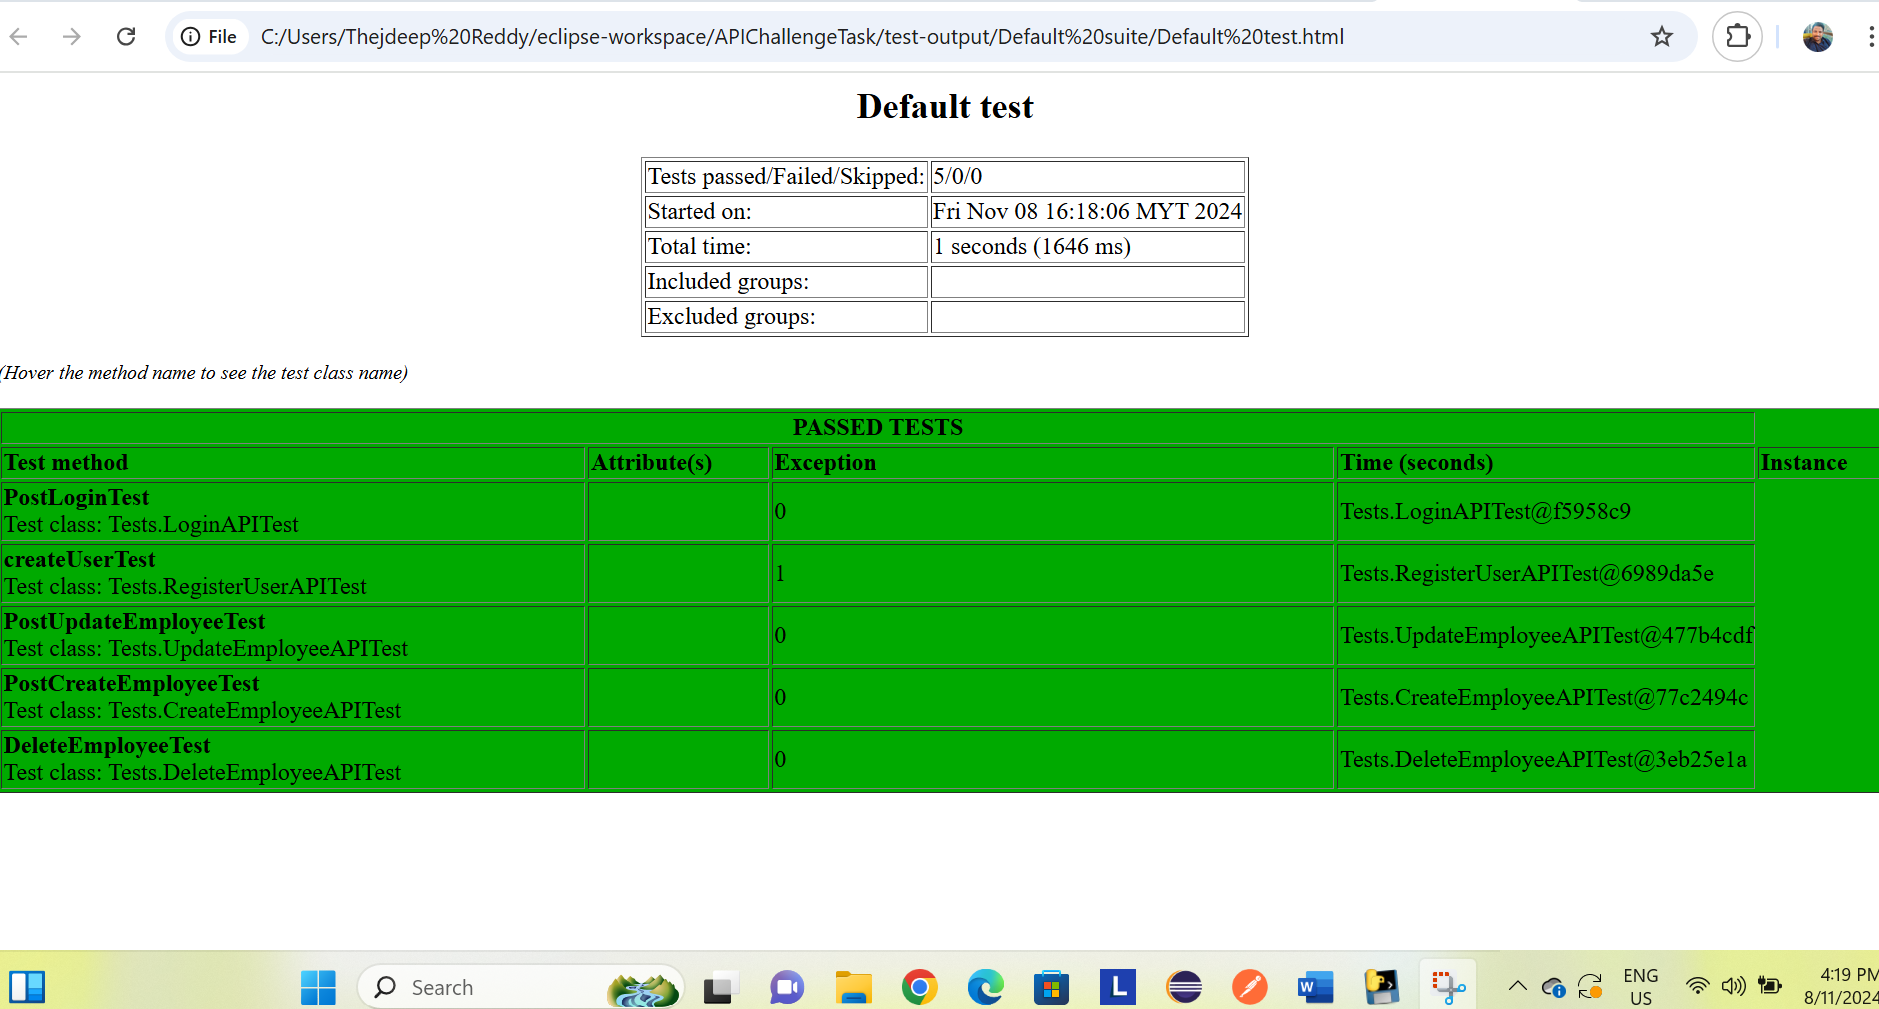 File C:/Users/Thejdeep%20Reddy/eclipse-workspace/APIChallengeTask/test-output/Default%20suite/Default%20test.html
Default test
Tests passed/Failed/Skipped: 5/0/0
Started on: Fri Nov 08 16:18:06 MYT 2024
Total time: 1 seconds (1646 ms)
Included groups:
Excluded groups:
(Hover the method name to see the test class name)
PASSED TESTS
Test method Attribute(s) Exception Time (seconds) Instance
PostLoginTest
Test class: Tests.LoginAPITest 0 Tests.LoginAPITest@f5958c9
createUserTest
Test class: Tests.RegisterUserAPITest 1 Tests.RegisterUserAPITest@6989da5e
PostUpdateEmployeeTest
Test class: Tests.UpdateEmployeeAPITest 0 Tests.UpdateEmployeeAPITest@477b4cdf
PostCreateEmployeeTest
Test class: Tests.CreateEmployeeAPITest 0 Tests.CreateEmployeeAPITest@77c2494c
DeleteEmployeeTest
Test class: Tests.DeleteEmployeeAPITest 0 Tests.DeleteEmployeeAPITest@3eb25e1a
Search L W ENG 4:19 PM
US 8/11/2024